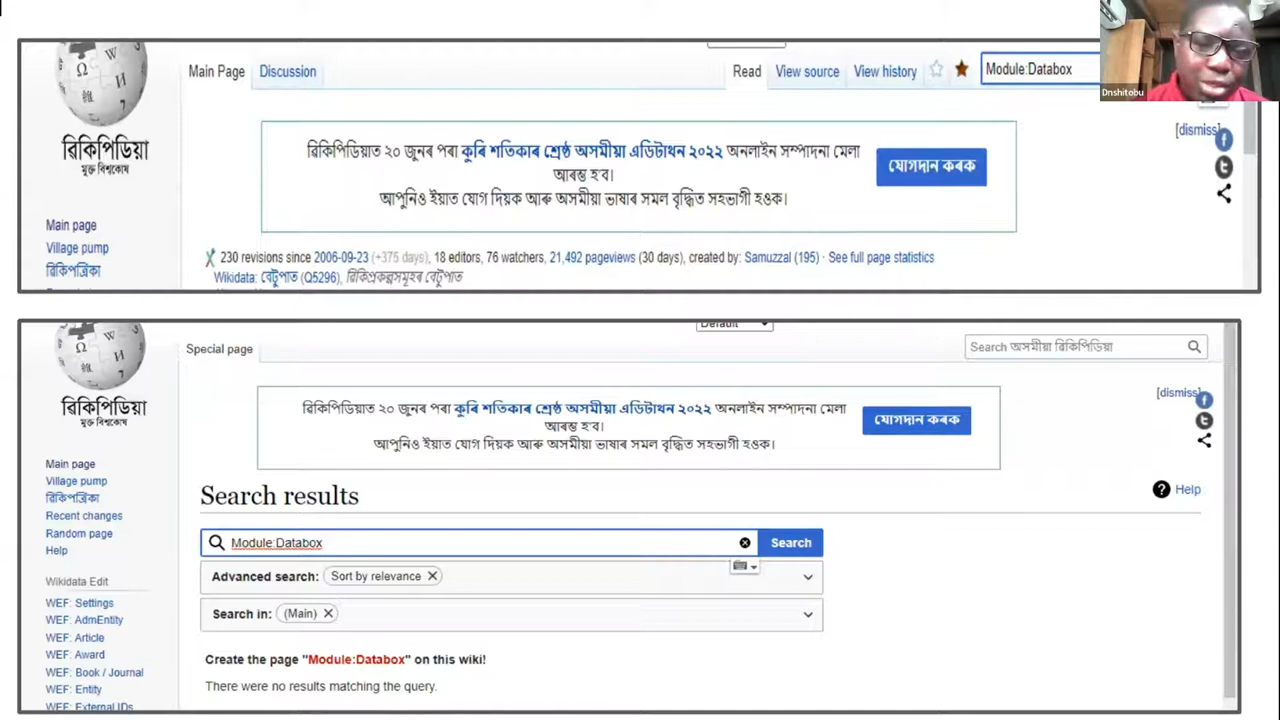 Main Page
Discussion
Read
View source
View history
Module:Databox
Dnshitobu
ৱিকিপিডিয়া
মুক্ত বিশ্বকোষ
[dismiss]
ৱিকিপিডিয়াত ২০ জুনৰ পৰা কুৰি শতিকাৰ শ্ৰেষ্ঠ অসমীয়া এডিটাথন ২০২২ অনলাইন সম্পাদনা মেলা
আৰম্ভ হ'ব।
আপুনিও ইয়াত যোগ দিয়ক আৰু অসমীয়া ভাষাৰ সমল বৃদ্ধিত সহভাগী হওক।
যোগদান কৰক
Main page
Village pump
ৱিকিপত্ৰিকা
230 revisions since 2006-09-23 (+375 days), 18 editors, 76 watchers, 21,492 pageviews (30 days), created by: Samuzzal (195) · See full page statistics
Wikidata: বেটুপাত (Q5296), ৱিকিপ্ৰকল্পসমূহৰ বেটুপাত
Default
Special page
Search অসমীয়া ৱিকিপিডিয়া
ৱিকিপিডিয়া
মুক্ত বিশ্বকোষ
[dismiss]
ৱিকিপিডিয়াত ২০ জুনৰ পৰা কুৰি শতিকাৰ শ্ৰেষ্ঠ অসমীয়া এডিটাথন ২০২২ অনলাইন সম্পাদনা মেলা
আৰম্ভ হ'ব।
আপুনিও ইয়াত যোগ দিয়ক আৰু অসমীয়া ভাষাৰ সমল বৃদ্ধিত সহভাগী হওক।
যোগদান কৰক
Main page
Village pump
ৱিকিপত্ৰিকা
Recent changes
Random page
Help
Wikidata Edit
WEF: Settings
WEF: AdmEntity
WEF: Article
WEF: Award
WEF: Book / Journal
WEF: Entity
WEF: External IDs
Search results
Help
Module:Databox
Search
Advanced search: Sort by relevance
Search in: (Main)
Create the page "Module:Databox" on this wiki!
There were no results matching the query.